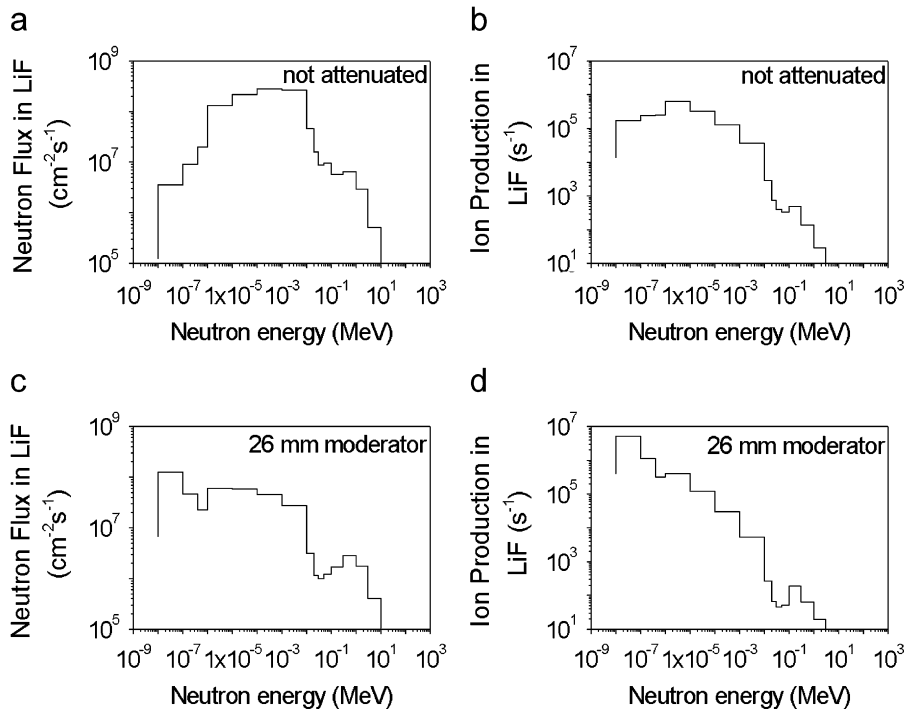 a
Neutron Flux in LiF
(cm⁻²s⁻¹)
10⁹
10⁷
10⁵
not attenuated
10⁻⁹ 10⁻⁷ 1x10⁻⁵ 10⁻³ 10⁻¹ 10¹ 10³
Neutron energy (MeV)
b
Ion Production in
LiF (s⁻¹)
10⁷
10⁵
10³
10¹
not attenuated
10⁻⁹ 10⁻⁷ 1x10⁻⁵ 10⁻³ 10⁻¹ 10¹ 10³
Neutron energy (MeV)
c
Neutron Flux in LiF
(cm⁻²s⁻¹)
10⁹
10⁷
10⁵
26 mm moderator
10⁻⁹ 10⁻⁷ 1x10⁻⁵ 10⁻³ 10⁻¹ 10¹ 10³
Neutron energy (MeV)
d
Ion Production in
LiF (s⁻¹)
10⁷
10⁵
10³
10¹
26 mm moderator
10⁻⁹ 10⁻⁷ 1x10⁻⁵ 10⁻³ 10⁻¹ 10¹ 10³
Neutron energy (MeV)